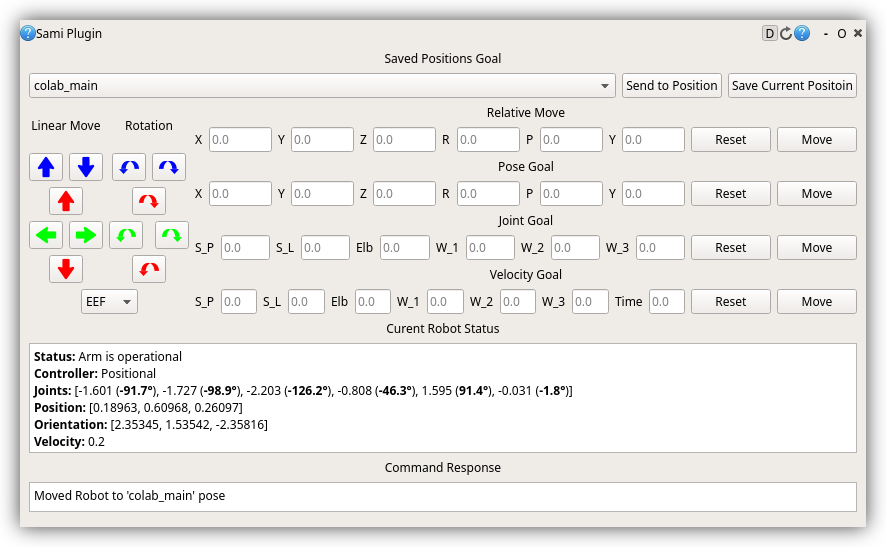 Sami Plugin D - O
Saved Positions Goal
colab_main Send to Position Save Current Positoin
Linear Move Rotation
Relative Move
X 0.0 Y 0.0 Z 0.0 R 0.0 P 0.0 Y 0.0 Reset Move
Pose Goal
X 0.0 Y 0.0 Z 0.0 R 0.0 P 0.0 Y 0.0 Reset Move
Joint Goal
S_P 0.0 S_L 0.0 Elb 0.0 W_1 0.0 W_2 0.0 W_3 0.0 Reset Move
Velocity Goal
EEF S_P 0.0 S_L 0.0 Elb 0.0 W_1 0.0 W_2 0.0 W_3 0.0 Time 0.0 Reset Move
Curent Robot Status
Status: Arm is operational
Controller: Positional
Joints: [-1.601 (-91.7°), -1.727 (-98.9°), -2.203 (-126.2°), -0.808 (-46.3°), 1.595 (91.4°), -0.031 (-1.8°)]
Position: [0.18963, 0.60968, 0.26097]
Orientation: [2.35345, 1.53542, -2.35816]
Velocity: 0.2
Command Response
Moved Robot to 'colab_main' pose